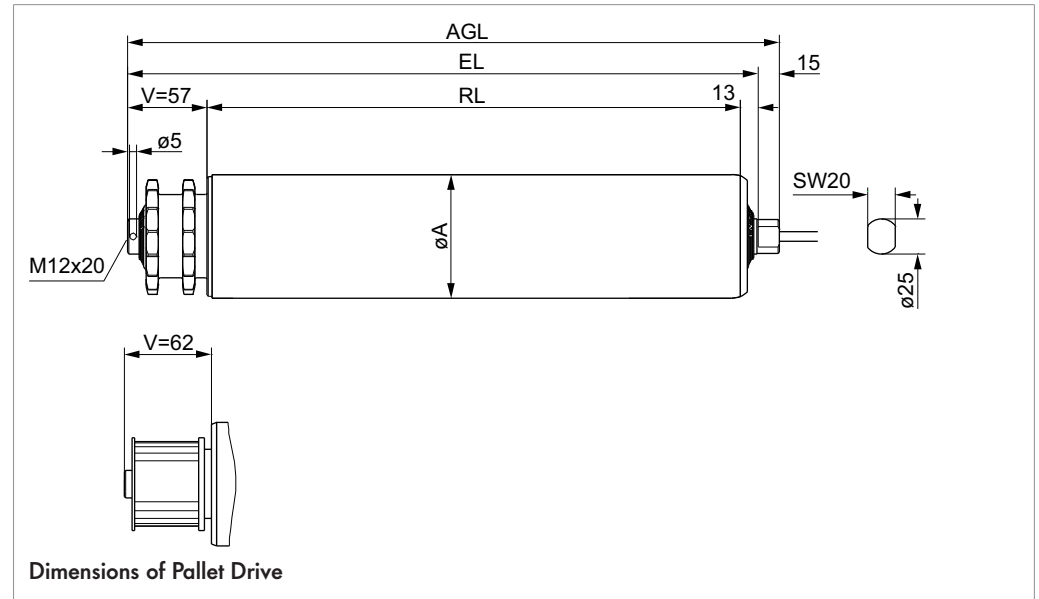 AGL
EL
15
V=57
RL
13
ø5
SW20
øA
M12x20
ø25
V=62
Dimensions of Pallet Drive